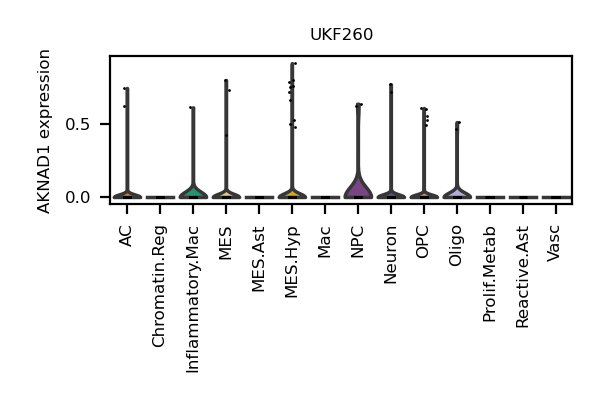 UKF260
AKNAD1 expression
0.5
0.0
AC
Chromatin.Reg
Inflammatory.Mac
MES
MES.Ast
MES.Hyp
Mac
NPC
Neuron
OPC
Oligo
Prolif.Metab
Reactive.Ast
Vasc